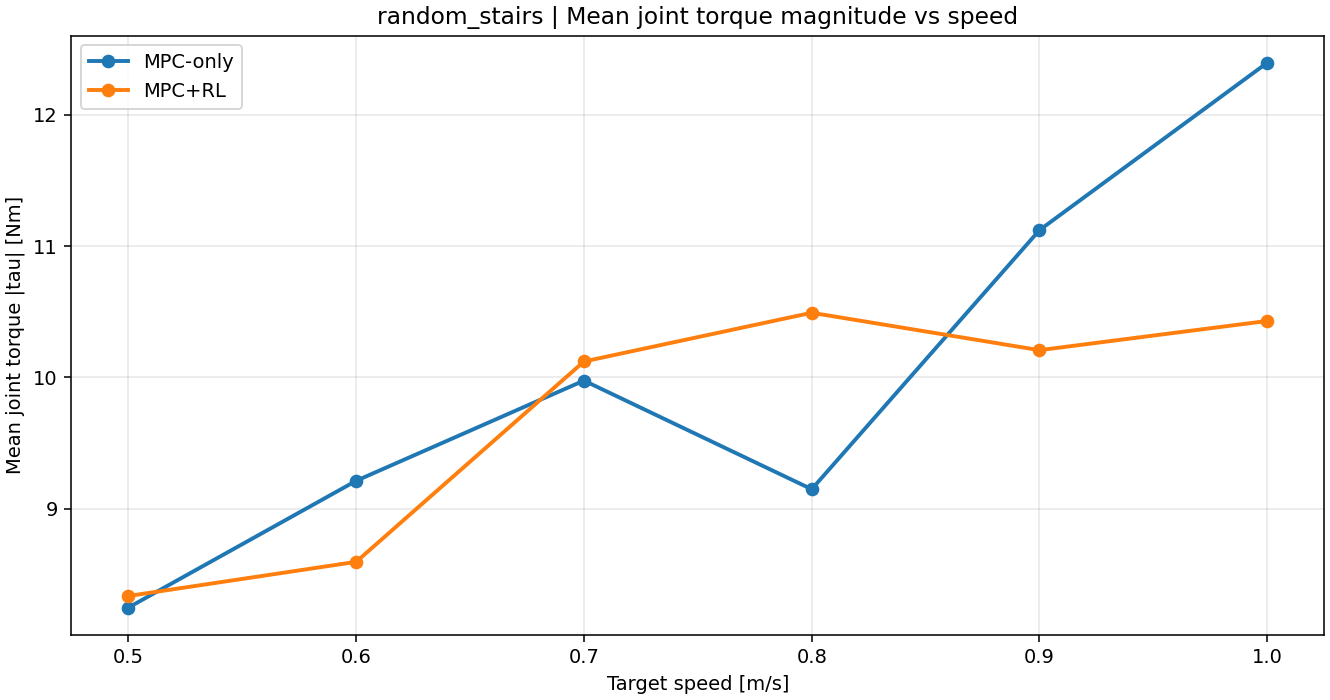 random_stairs | Mean joint torque magnitude vs speed
MPC-only
MPC+RL
Mean joint torque |tau| [Nm]
12
11
10
9
0.5
0.6
0.7
0.8
0.9
1.0
Target speed [m/s]